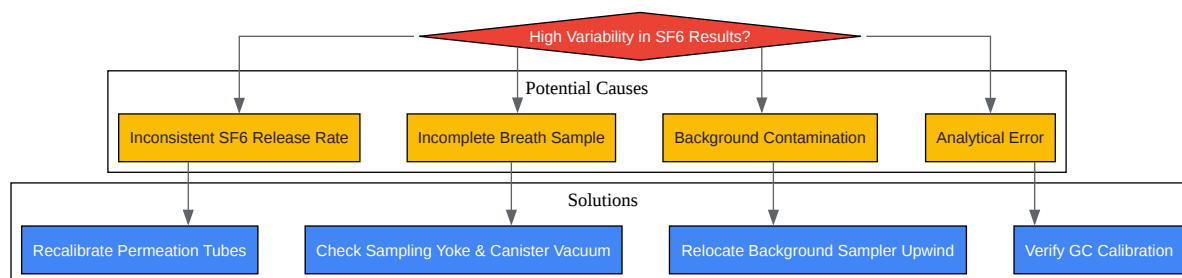 High Variability in SF6 Results?
Potential Causes
Inconsistent SF6 Release Rate
Incomplete Breath Sample
Background Contamination
Analytical Error
Solutions
Recalibrate Permeation Tubes
Check Sampling Yoke & Canister Vacuum
Relocate Background Sampler Upwind
Verify GC Calibration